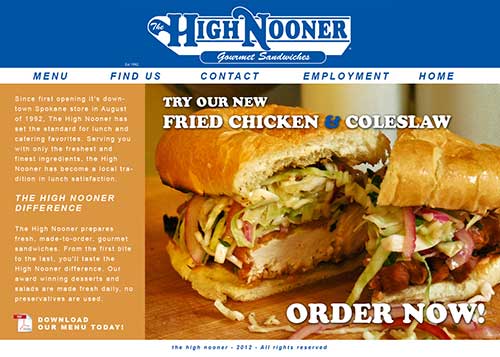 The
HIGH NOONER
Gourmet Sandwiches
Est 1992
MENU FIND US CONTACT EMPLOYMENT HOME
Since first opening it's down-
town Spokane store in August
of 1992, The High Nooner has
set the standard for lunch and
catering favorites. Serving you
with only the freshest and
finest ingredients, the High
Nooner has become a local tra-
dition in lunch satisfaction.
THE HIGH NOONER
DIFFERENCE
The High Nooner prepares
fresh, made-to-order, gourmet
sandwiches. From the first bite
to the last, you'll taste the
High Nooner difference. Our
award winning desserts and
salads are made fresh daily, no
preservatives are used.
DOWNLOAD
OUR MENU TODAY!
TRY OUR NEW
FRIED CHICKEN & COLESLAW
ORDER NOW!
the high nooner - 2012 - All rights reserved